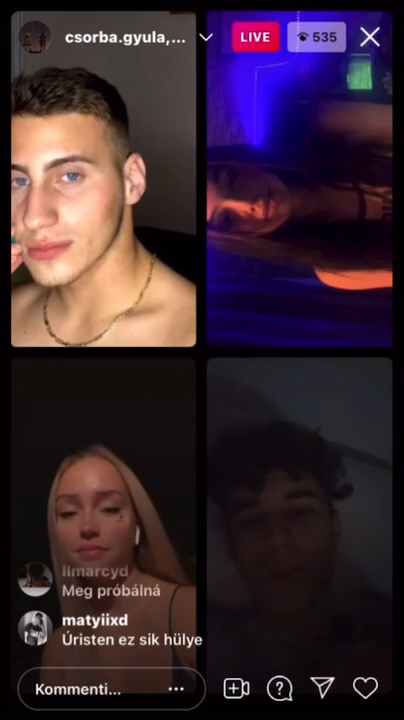 csorba.gyula,...
LIVE
535
limarcyd
Meg próbálná
matyiixd
Úristen ez sik hülye
Kommenti...